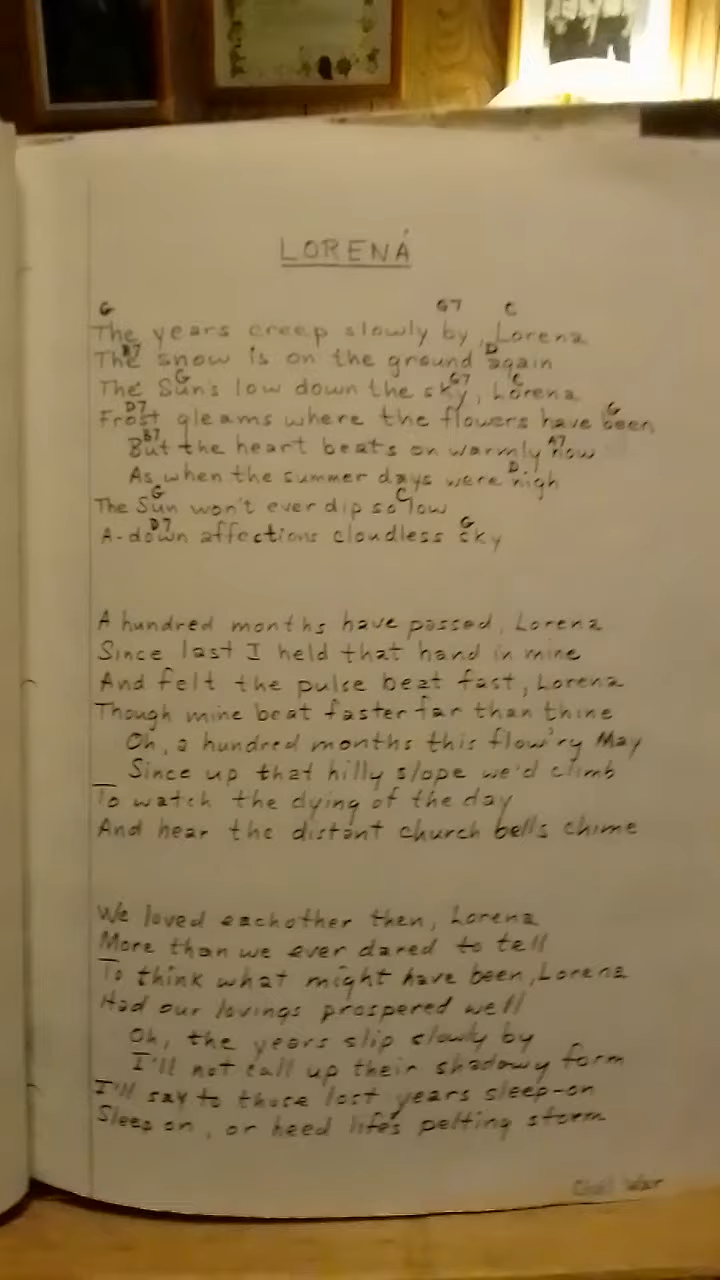 LORENÁ
G G7 C
The years creep slowly by, Lorena
B7 D
The snow is on the ground again
G G7 C
The Sun's low down the sky, Lorena
D7 G
Frost gleams where the flowers have been
B7 A7
But the heart beats on warmly now
D
As when the summer days were nigh
G C
The Sun won't ever dip so low
D7 G
A-down affections cloudless sky
A hundred months have passed, Lorena
Since last I held that hand in mine
And felt the pulse beat fast, Lorena
Though mine beat faster far than thine
Oh, a hundred months this flow'ry May
Since up that hilly slope we'd climb
To watch the dying of the day
And hear the distant church bells chime
We loved eachother then, Lorena
More than we ever dared to tell
To think what might have been, Lorena
Had our lovings prospered well
Oh, the years slip slowly by
I'll not call up their shadowy form
I'll say to those lost years sleep-on
Sleep on, or heed life's pelting storm
Civil War